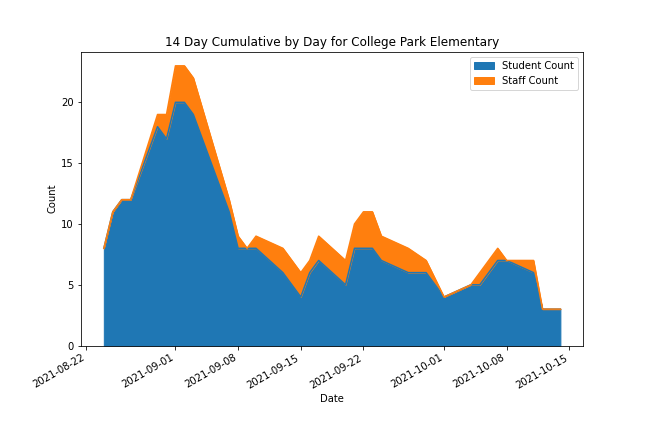 14 Day Cumulative by Day for College Park Elementary
Student Count
Staff Count
20
15
10
5
0
Count
2021-08-22
2021-09-01
2021-09-08
2021-09-15
2021-09-22
2021-10-01
2021-10-08
2021-10-15
Date